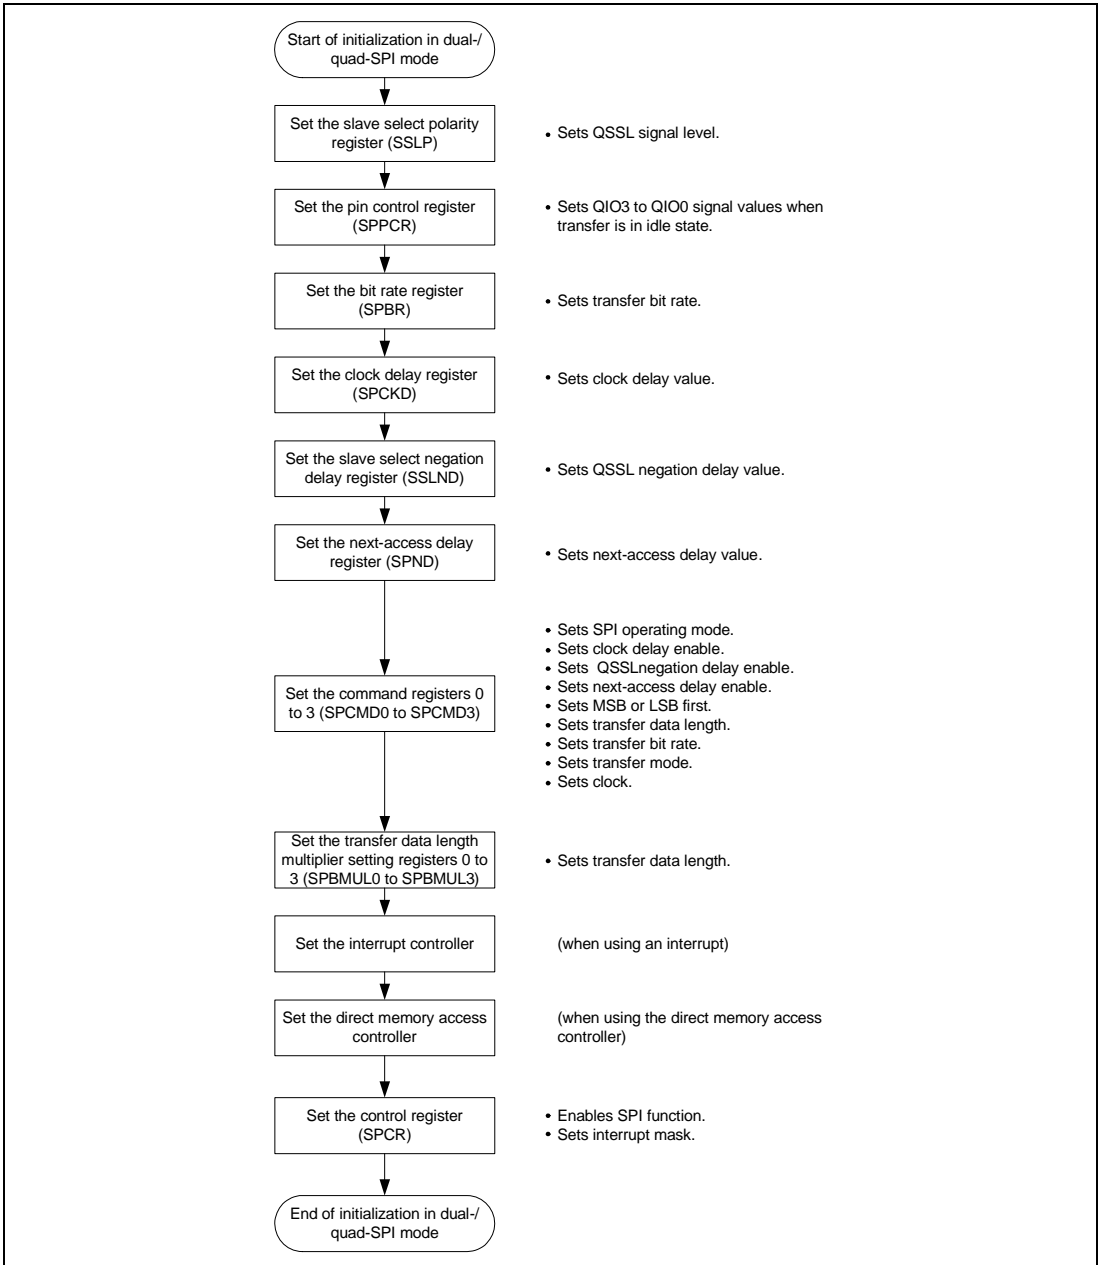 Start of initialization in dual-/
quad-SPI mode
Set the slave select polarity
register (SSLP)
• Sets QSSL signal level.
Set the pin control register
(SPPCR)
• Sets QIO3 to QIO0 signal values when
transfer is in idle state.
Set the bit rate register
(SPBR)
• Sets transfer bit rate.
Set the clock delay register
(SPCKD)
• Sets clock delay value.
Set the slave select negation
delay register (SSLND)
• Sets QSSL negation delay value.
Set the next-access delay
register (SPND)
• Sets next-access delay value.
Set the command registers 0
to 3 (SPCMD0 to SPCMD3)
• Sets SPI operating mode.
• Sets clock delay enable.
• Sets  QSSLnegation delay enable.
• Sets next-access delay enable.
• Sets MSB or LSB first.
• Sets transfer data length.
• Sets transfer bit rate.
• Sets transfer mode.
• Sets clock.
Set the transfer data length
multiplier setting registers 0 to
3 (SPBMUL0 to SPBMUL3)
• Sets transfer data length.
Set the interrupt controller
(when using an interrupt)
Set the direct memory access
controller
(when using the direct memory access
controller)
Set the control register
(SPCR)
• Enables SPI function.
• Sets interrupt mask.
End of initialization in dual-/
quad-SPI mode